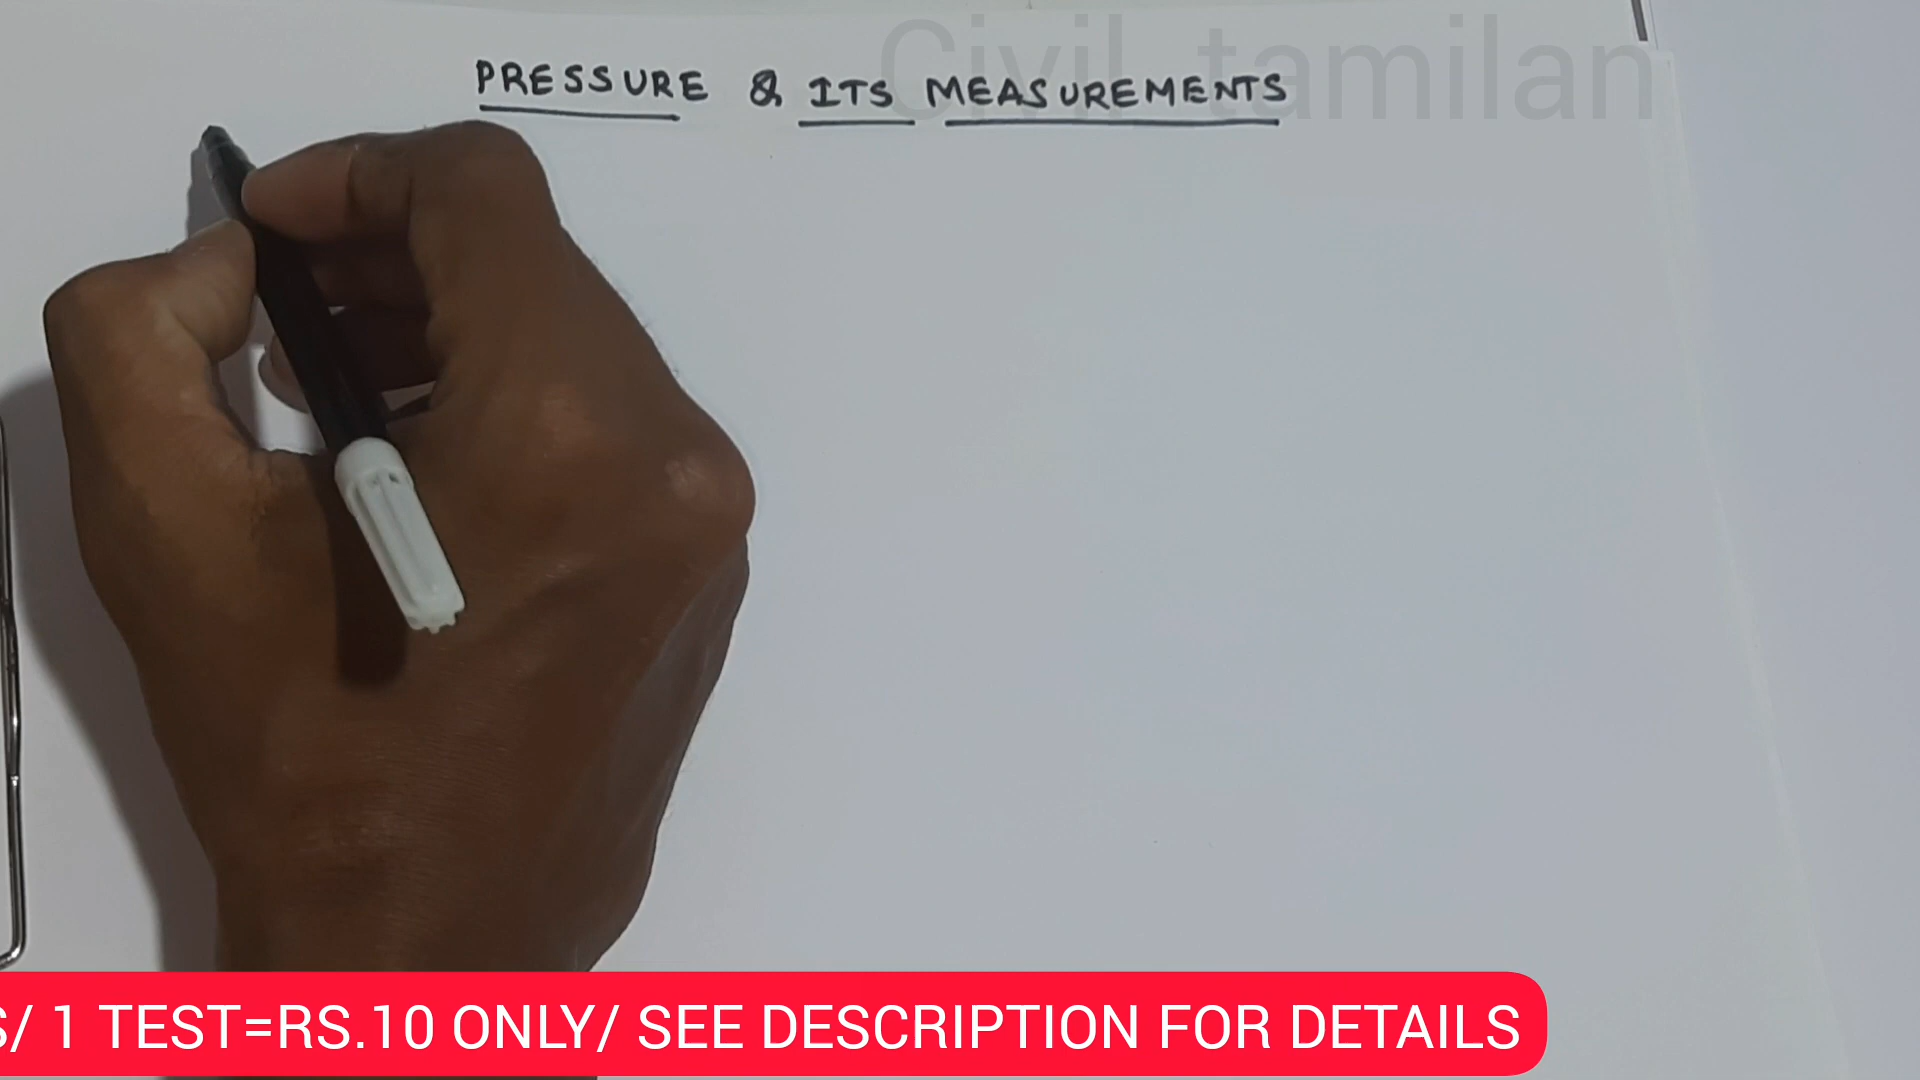 Civil tamilan
PRESSURE & ITS MEASUREMENTS
/ 1 TEST=RS.10 ONLY/ SEE DESCRIPTION FOR DETAILS